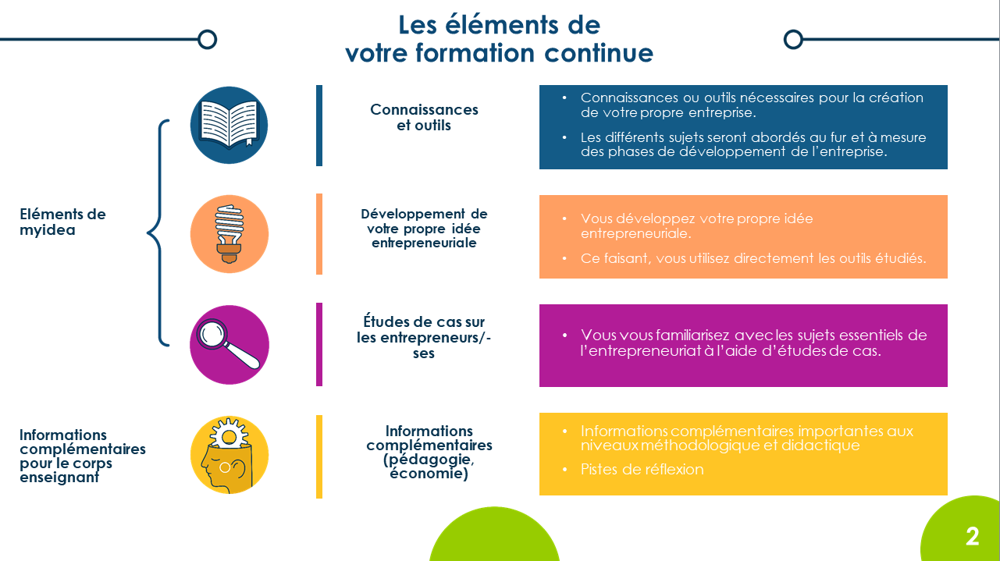 Les éléments de
votre formation continue
Eléments de
myidea
Connaissances
et outils
• Connaissances ou outils nécessaires pour la création
de votre propre entreprise.
• Les différents sujets seront abordés au fur et à mesure
des phases de développement de l’entreprise.
Développement de
votre propre idée
entrepreneuriale
• Vous développez votre propre idée
entrepreneuriale.
• Ce faisant, vous utilisez directement les outils étudiés.
Études de cas sur
les entrepreneurs/-
ses
• Vous vous familiarisez avec les sujets essentiels de
l’entrepreneuriat à l’aide d’études de cas.
Informations
complémentaires
pour le corps
enseignant
Informations
complémentaires
(pédagogie,
économie)
• Informations complémentaires importantes aux
niveaux méthodologique et didactique
• Pistes de réflexion
2